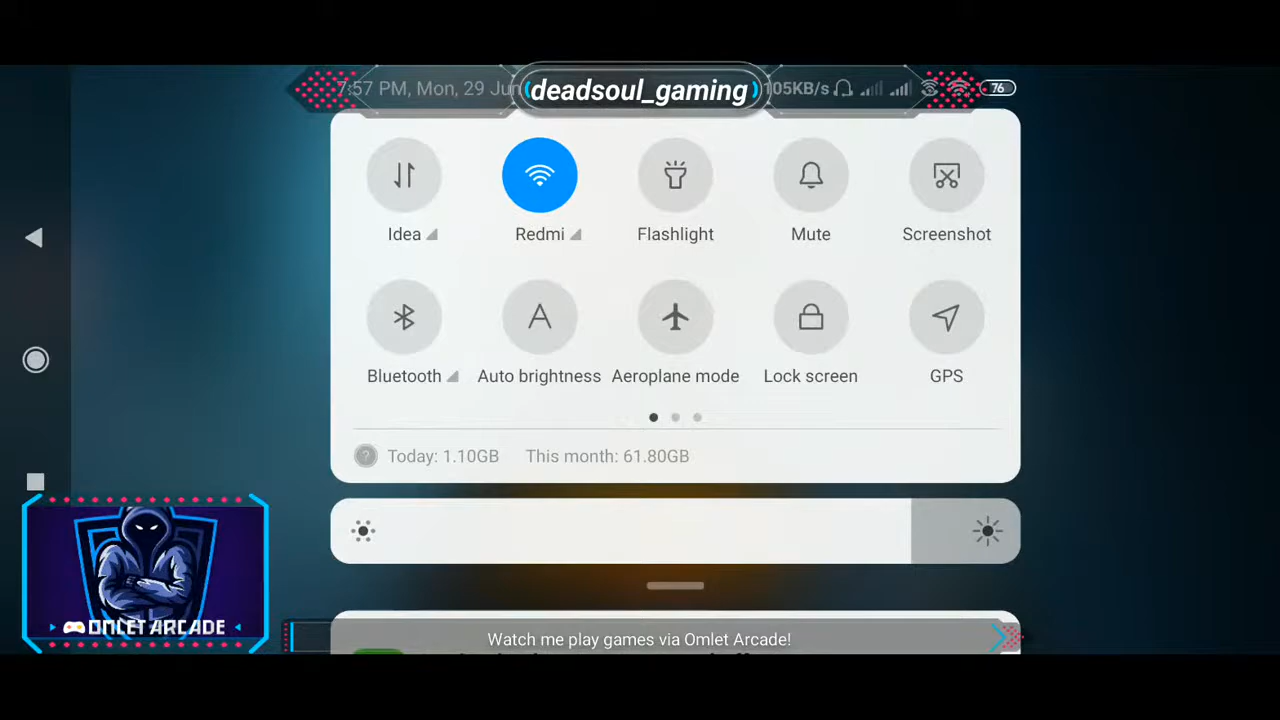 7:57 PM, Mon, 29 Jun
deadsoul_gaming
105KB/s
76
Idea
Redmi
Flashlight
Mute
Screenshot
Bluetooth
A
Auto brightness
Aeroplane mode
Lock screen
GPS
? Today: 1.10GB This month: 61.80GB
OMLET ARCADE
Watch me play games via Omlet Arcade!